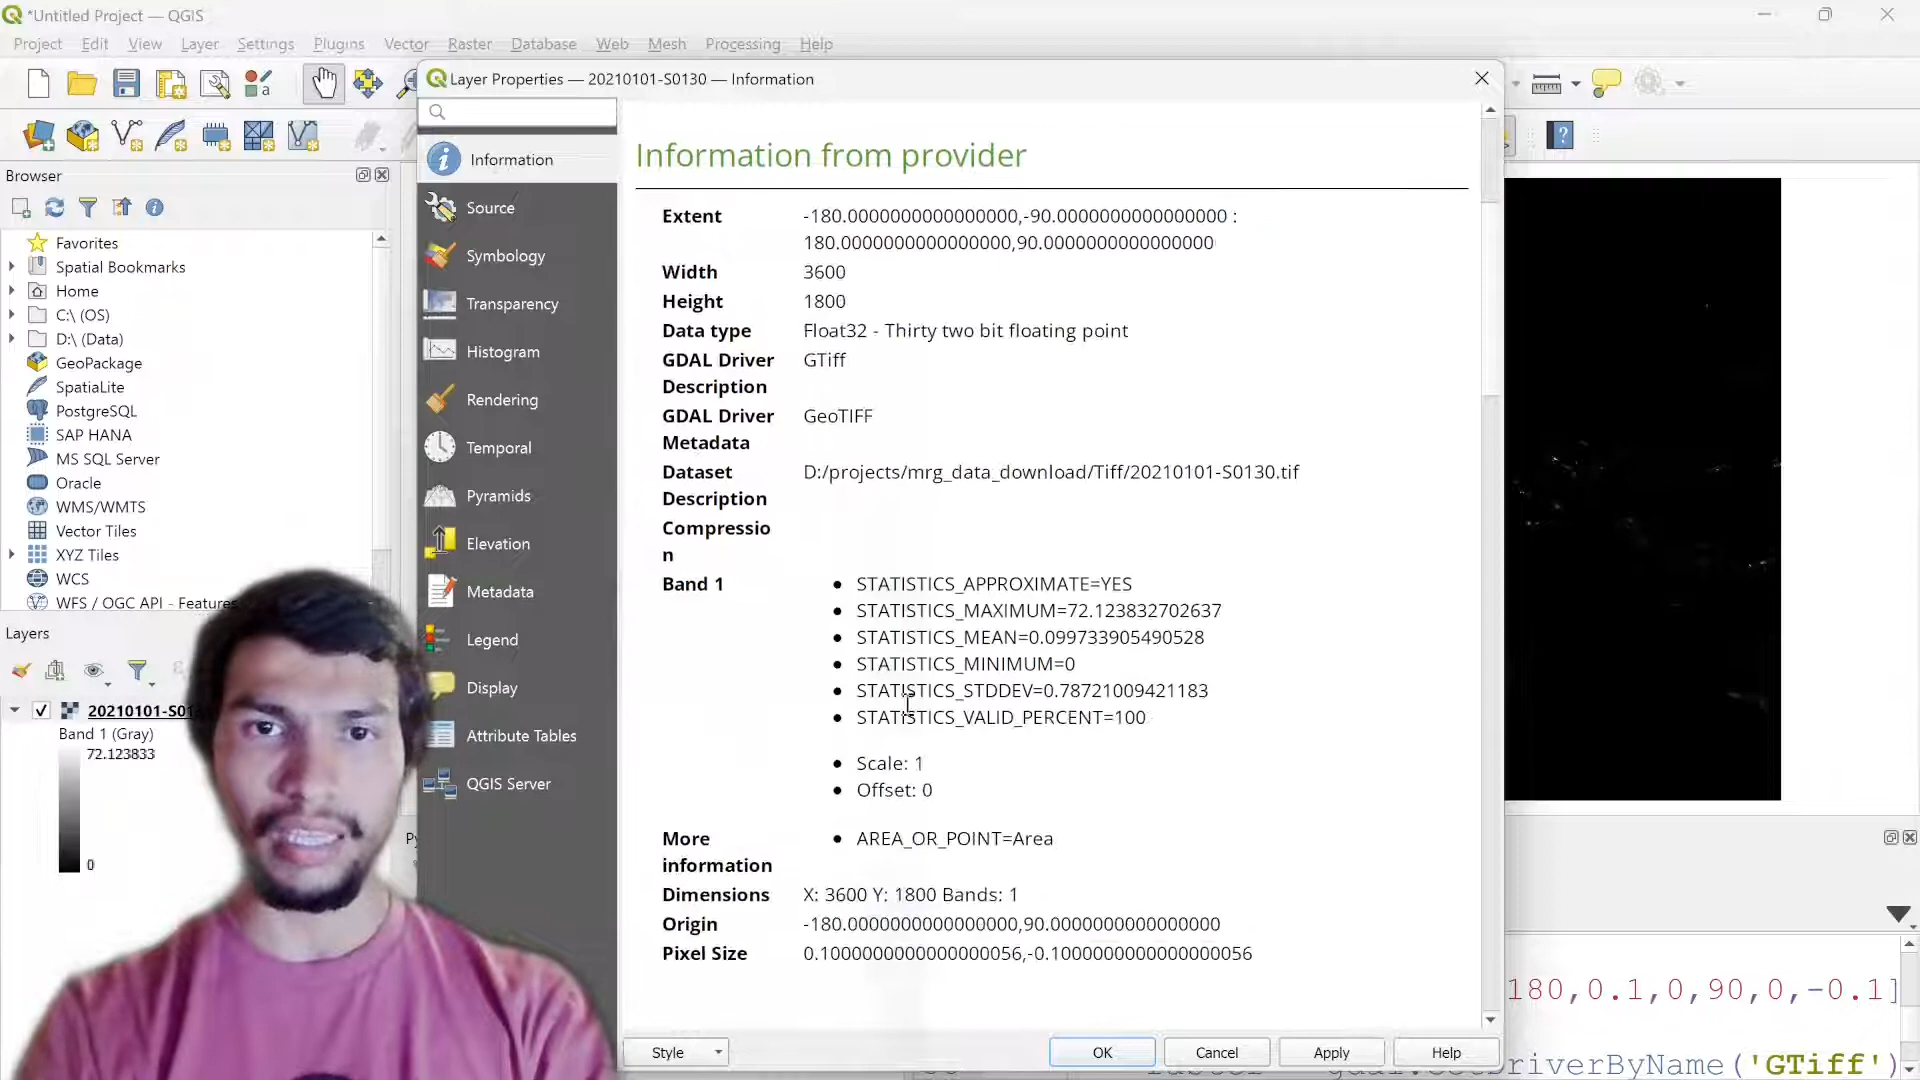 *Untitled Project — QGIS
Project Edit View Layer Settings Plugins Vector Raster Database Web Mesh Processing Help
Layer Properties — 20210101-S0130 — Information
Browser
Favorites
Spatial Bookmarks
Home
C:\ (OS)
D:\ (Data)
GeoPackage
SpatiaLite
PostgreSQL
SAP HANA
MS SQL Server
Oracle
WMS/WMTS
Vector Tiles
XYZ Tiles
WCS
WFS / OGC API - Features
Layers
20210101-S01
Band 1 (Gray)
72.123833
0
Information
Source
Symbology
Transparency
Histogram
Rendering
Temporal
Pyramids
Elevation
Metadata
Legend
Display
Attribute Tables
QGIS Server
Information from provider
Extent -180.0000000000000000,-90.0000000000000000 :
180.0000000000000000,90.0000000000000000
Width 3600
Height 1800
Data type Float32 - Thirty two bit floating point
GDAL Driver GTiff
Description
GDAL Driver GeoTIFF
Metadata
Dataset D:/projects/mrg_data_download/Tiff/20210101-S0130.tif
Description
Compressio
n
Band 1 • STATISTICS_APPROXIMATE=YES
• STATISTICS_MAXIMUM=72.123832702637
• STATISTICS_MEAN=0.099733905490528
• STATISTICS_MINIMUM=0
• STATISTICS_STDDEV=0.78721009421183
• STATISTICS_VALID_PERCENT=100
• Scale: 1
• Offset: 0
More • AREA_OR_POINT=Area
information
Dimensions X: 3600 Y: 1800 Bands: 1
Origin -180.0000000000000000,90.0000000000000000
Pixel Size 0.1000000000000000056,-0.1000000000000000056
Style OK Cancel Apply Help
180,0.1,0,90,0,-0.1]
riverByName('GTiff')